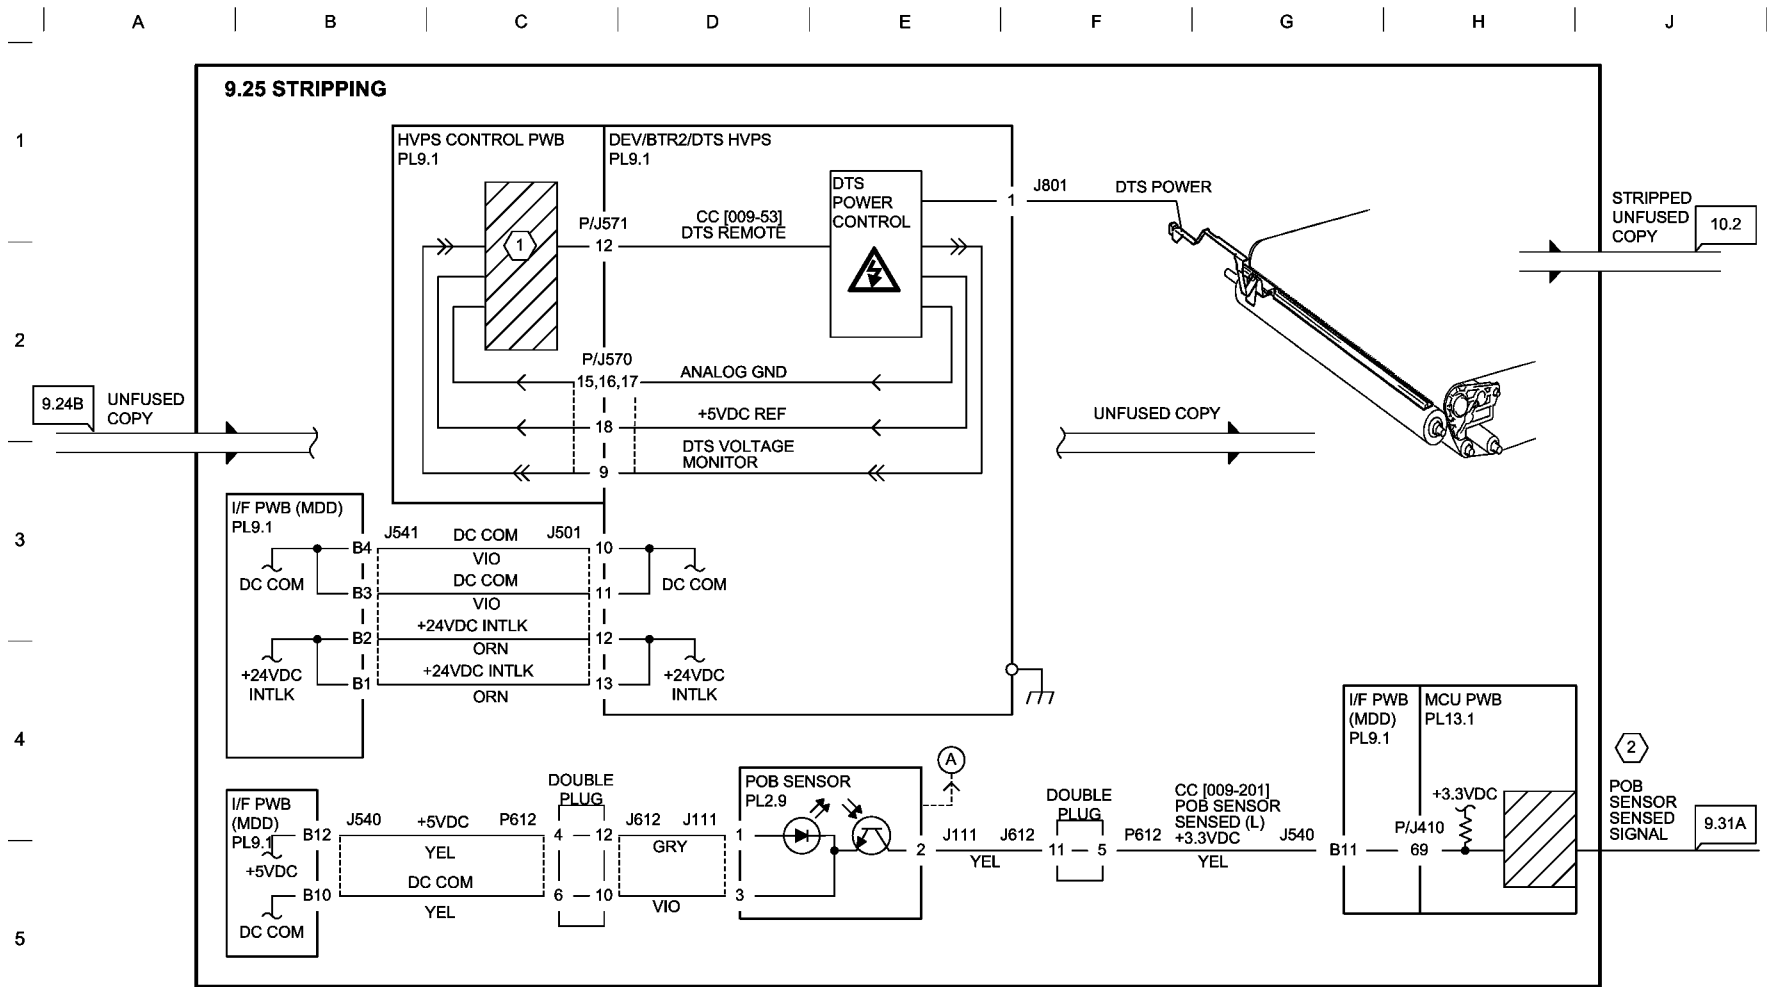 A B C D E F G H J
1
2
3
4
5
9.25 STRIPPING
HVPS CONTROL PWB
PL9.1
DEV/BTR2/DTS HVPS
PL9.1
1
P/J571
12
CC [009-53]
DTS REMOTE
DTS
POWER
CONTROL
1
J801
DTS POWER
STRIPPED
UNFUSED
COPY
10.2
P/J570
15,16,17
ANALOG GND
18
+5VDC REF
9
DTS VOLTAGE
MONITOR
9.24B
UNFUSED
COPY
UNFUSED COPY
I/F PWB (MDD)
PL9.1
J541
J501
B4
DC COM
VIO
10
DC COM
DC COM
B3
DC COM
VIO
11
B2
+24VDC INTLK
ORN
12
+24VDC
INTLK
+24VDC
INTLK
B1
+24VDC INTLK
ORN
13
I/F PWB
(MDD)
PL9.1
B12
J540
+5VDC
YEL
P612
DOUBLE
PLUG
4
12
J612
J111
GRY
1
+5VDC
B10
DC COM
YEL
6
10
VIO
3
DC COM
POB SENSOR
PL2.9
A
2
J111
YEL
J612
DOUBLE
PLUG
11
5
P612
CC [009-201]
POB SENSOR
SENSED (L)
+3.3VDC
YEL
J540
B11
I/F PWB
(MDD)
PL9.1
MCU PWB
PL13.1
+3.3VDC
P/J410
69
2
POB
SENSOR
SENSED
SIGNAL
9.31A